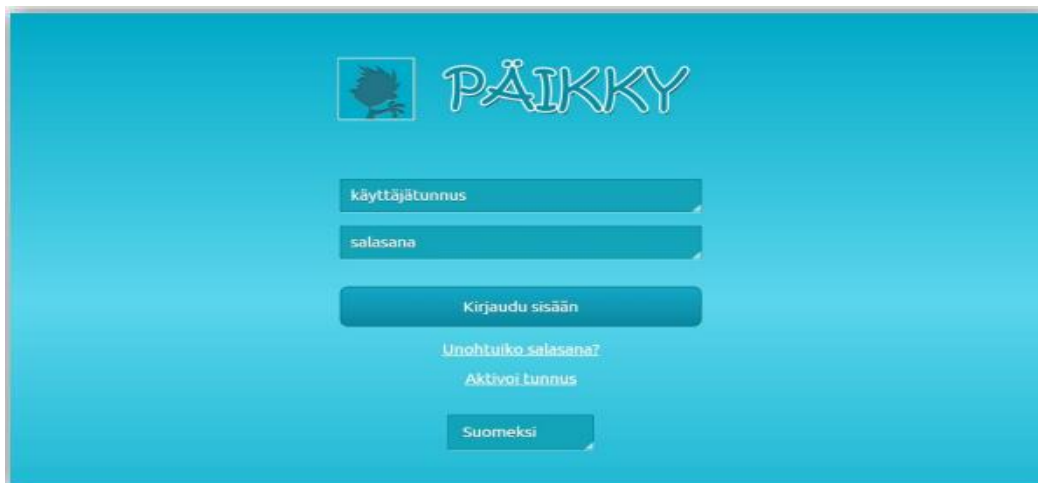 PÄIKKY
käyttäjätunnus
salasana
Kirjaudu sisään
Unohtuiko salasana?
Aktivoi tunnus
Suomeksi